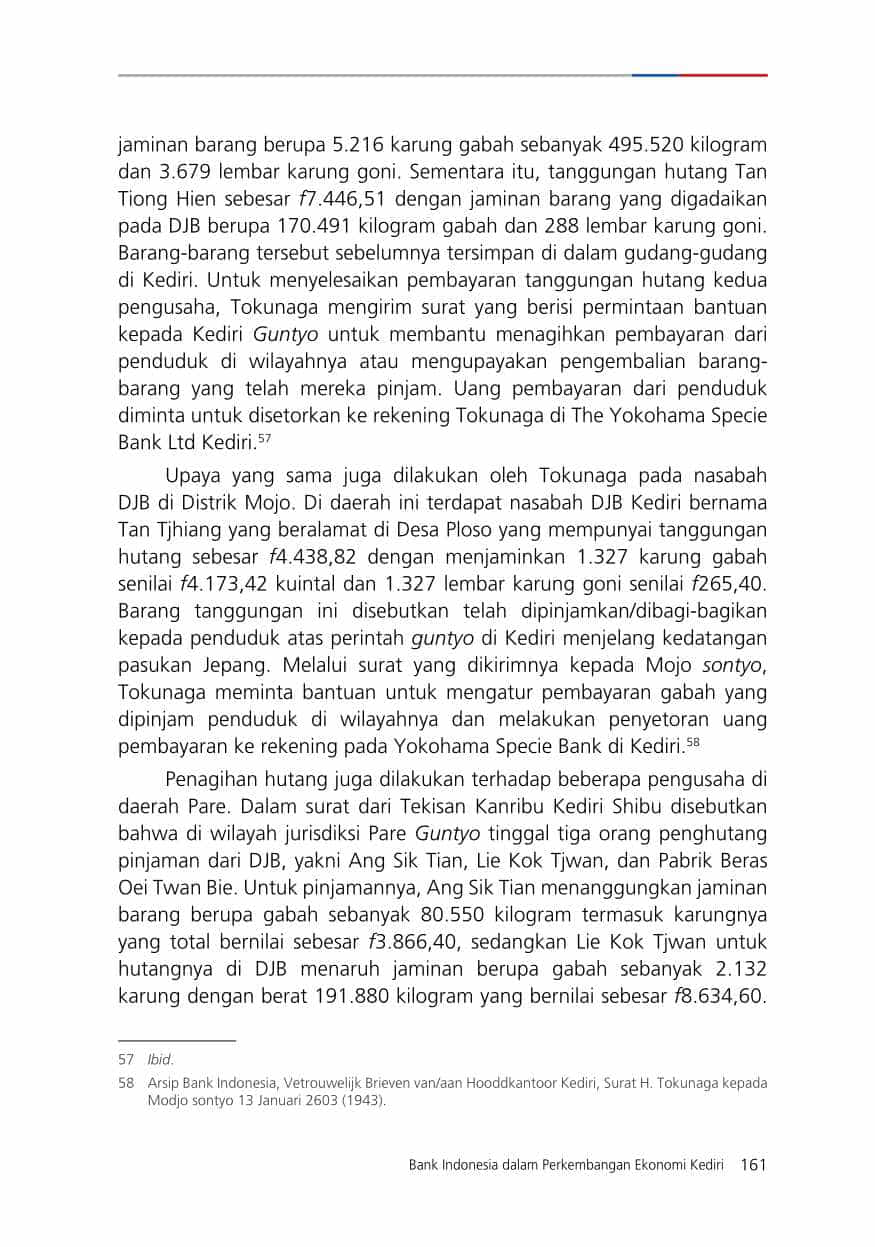 jaminan barang berupa 5.216 karung gabah sebanyak 495.520 kilogram
dan 3.679 lembar karung goni. Sementara itu, tanggungan hutang Tan
Tiong Hien sebesar ƒ7.446,51 dengan jaminan barang yang digadaikan
pada DJB berupa 170.491 kilogram gabah dan 288 lembar karung goni.
Barang-barang tersebut sebelumnya tersimpan di dalam gudang-gudang
di Kediri. Untuk menyelesaikan pembayaran tanggungan hutang kedua
pengusaha, Tokunaga mengirim surat yang berisi permintaan bantuan
kepada Kediri Guntyo untuk membantu menagihkan pembayaran dari
penduduk di wilayahnya atau mengupayakan pengembalian barang-
barang yang telah mereka pinjam. Uang pembayaran dari penduduk
diminta untuk disetorkan ke rekening Tokunaga di The Yokohama Specie
Bank Ltd Kediri.57
Upaya yang sama juga dilakukan oleh Tokunaga pada nasabah
DJB di Distrik Mojo. Di daerah ini terdapat nasabah DJB Kediri bernama
Tan Tjhiang yang beralamat di Desa Ploso yang mempunyai tanggungan
hutang sebesar ƒ4.438,82 dengan menjaminkan 1.327 karung gabah
senilai ƒ4.173,42 kuintal dan 1.327 lembar karung goni senilai ƒ265,40.
Barang tanggungan ini disebutkan telah dipinjamkan/dibagi-bagikan
kepada penduduk atas perintah guntyo di Kediri menjelang kedatangan
pasukan Jepang. Melalui surat yang dikirimnya kepada Mojo sontyo,
Tokunaga meminta bantuan untuk mengatur pembayaran gabah yang
dipinjam penduduk di wilayahnya dan melakukan penyetoran uang
pembayaran ke rekening pada Yokohama Specie Bank di Kediri.58
Penagihan hutang juga dilakukan terhadap beberapa pengusaha di
daerah Pare. Dalam surat dari Tekisan Kanribu Kediri Shibu disebutkan
bahwa di wilayah jurisdiksi Pare Guntyo tinggal tiga orang penghutang
pinjaman dari DJB, yakni Ang Sik Tian, Lie Kok Tjwan, dan Pabrik Beras
Oei Twan Bie. Untuk pinjamannya, Ang Sik Tian menanggungkan jaminan
barang berupa gabah sebanyak 80.550 kilogram termasuk karungnya
yang total bernilai sebesar ƒ3.866,40, sedangkan Lie Kok Tjwan untuk
hutangnya di DJB menaruh jaminan berupa gabah sebanyak 2.132
karung dengan berat 191.880 kilogram yang bernilai sebesar ƒ8.634,60.
57 Ibid.
58 Arsip Bank Indonesia, Vetrouwelijk Brieven van/aan Hooddkantoor Kediri, Surat H. Tokunaga kepada
Modjo sontyo 13 Januari 2603 (1943).
Bank Indonesia dalam Perkembangan Ekonomi Kediri 161